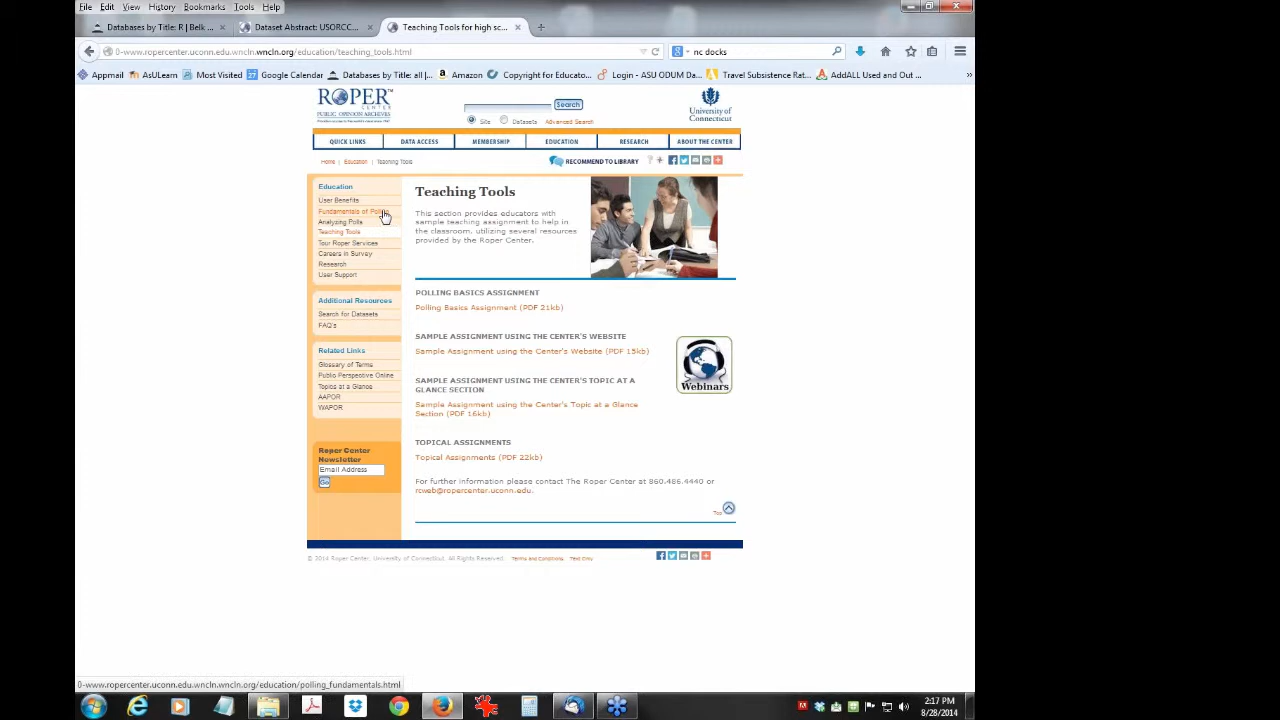 File Edit View History Bookmarks Tools Help
Databases by Title: R | Belk ... × Dataset Abstract: USORCC... × Teaching Tools for high sc... × +
0-www.ropercenter.uconn.edu.wncln.wncln.org/education/teaching_tools.html nc docks
Appmail AsULearn Most Visited Google Calendar Databases by Title: all |... Amazon Copyright for Educato... Login - ASU ODUM Da... Travel Subsistence Rat... AddALL Used and Out ... »
ROPER
CENTER
PUBLIC OPINION ARCHIVES
Search
University of
Connecticut
Site Datasets Advanced Search
QUICK LINKS DATA ACCESS MEMBERSHIP EDUCATION RESEARCH ABOUT THE CENTER
Home | Education | Teaching Tools RECOMMEND TO LIBRARY
Education
User Benefits
Fundamentals of
Analyzing Polls
Teaching Tools
Tour Roper Services
Careers in Survey
Research
User Support
Additional Resources
Search for Datasets
FAQ's
Related Links
Glossary of Terms
Public Perspective Online
Topics at a Glance
AAPOR
WAPOR
Roper Center
Newsletter
Email Address
Go
Teaching Tools
This section provides educators with
sample teaching assignment to help in
the classroom, utilizing several resources
provided by the Roper Center.
POLLING BASICS ASSIGNMENT
Polling Basics Assignment (PDF 21kb)
SAMPLE ASSIGNMENT USING THE CENTER'S WEBSITE
Sample Assignment using the Center's Website (PDF 15kb)
SAMPLE ASSIGNMENT USING THE CENTER'S TOPIC AT A
GLANCE SECTION
Sample Assignment using the Center's Topic at a Glance
Section (PDF 16kb)
Webinars
TOPICAL ASSIGNMENTS
Topical Assignments (PDF 22kb)
For further information please contact The Roper Center at 860.486.4440 or
rcweb@ropercenter.uconn.edu.
Top
© 2014 Roper Center, University of Connecticut. All Rights Reserved. Terms and Conditions Text Only
0-www.ropercenter.uconn.edu.wncln.wncln.org/education/polling_fundamentals.html
2:17 PM
8/28/2014